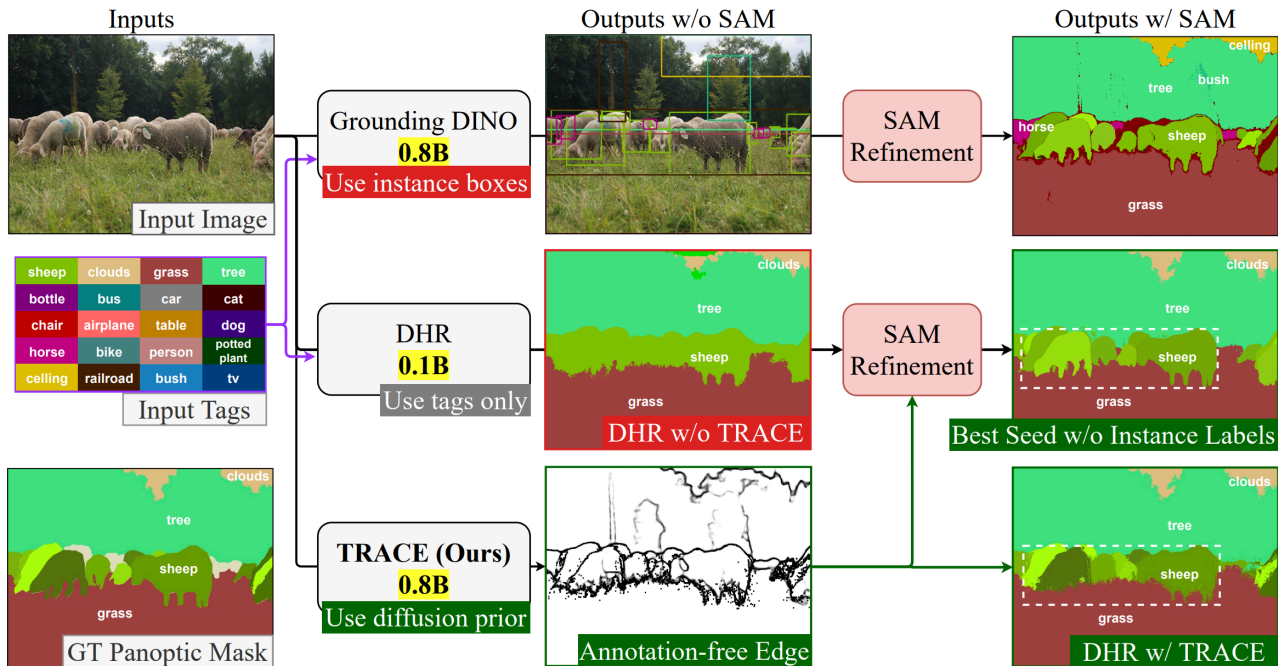 Inputs
Outputs w/o SAM
Outputs w/ SAM
Input Image
Grounding DINO
0.8B
Use instance boxes
SAM
Refinement
celling
bush
tree
horse
sheep
grass
sheep clouds grass tree
bottle bus car cat
chair airplane table dog
horse bike person potted plant
celling railroad bush tv
Input Tags
DHR
0.1B
Use tags only
clouds
tree
sheep
grass
DHR w/o TRACE
SAM
Refinement
clouds
tree
sheep
grass
Best Seed w/o Instance Labels
clouds
tree
sheep
grass
GT Panoptic Mask
TRACE (Ours)
0.8B
Use diffusion prior
Annotation-free Edge
clouds
tree
sheep
grass
DHR w/ TRACE